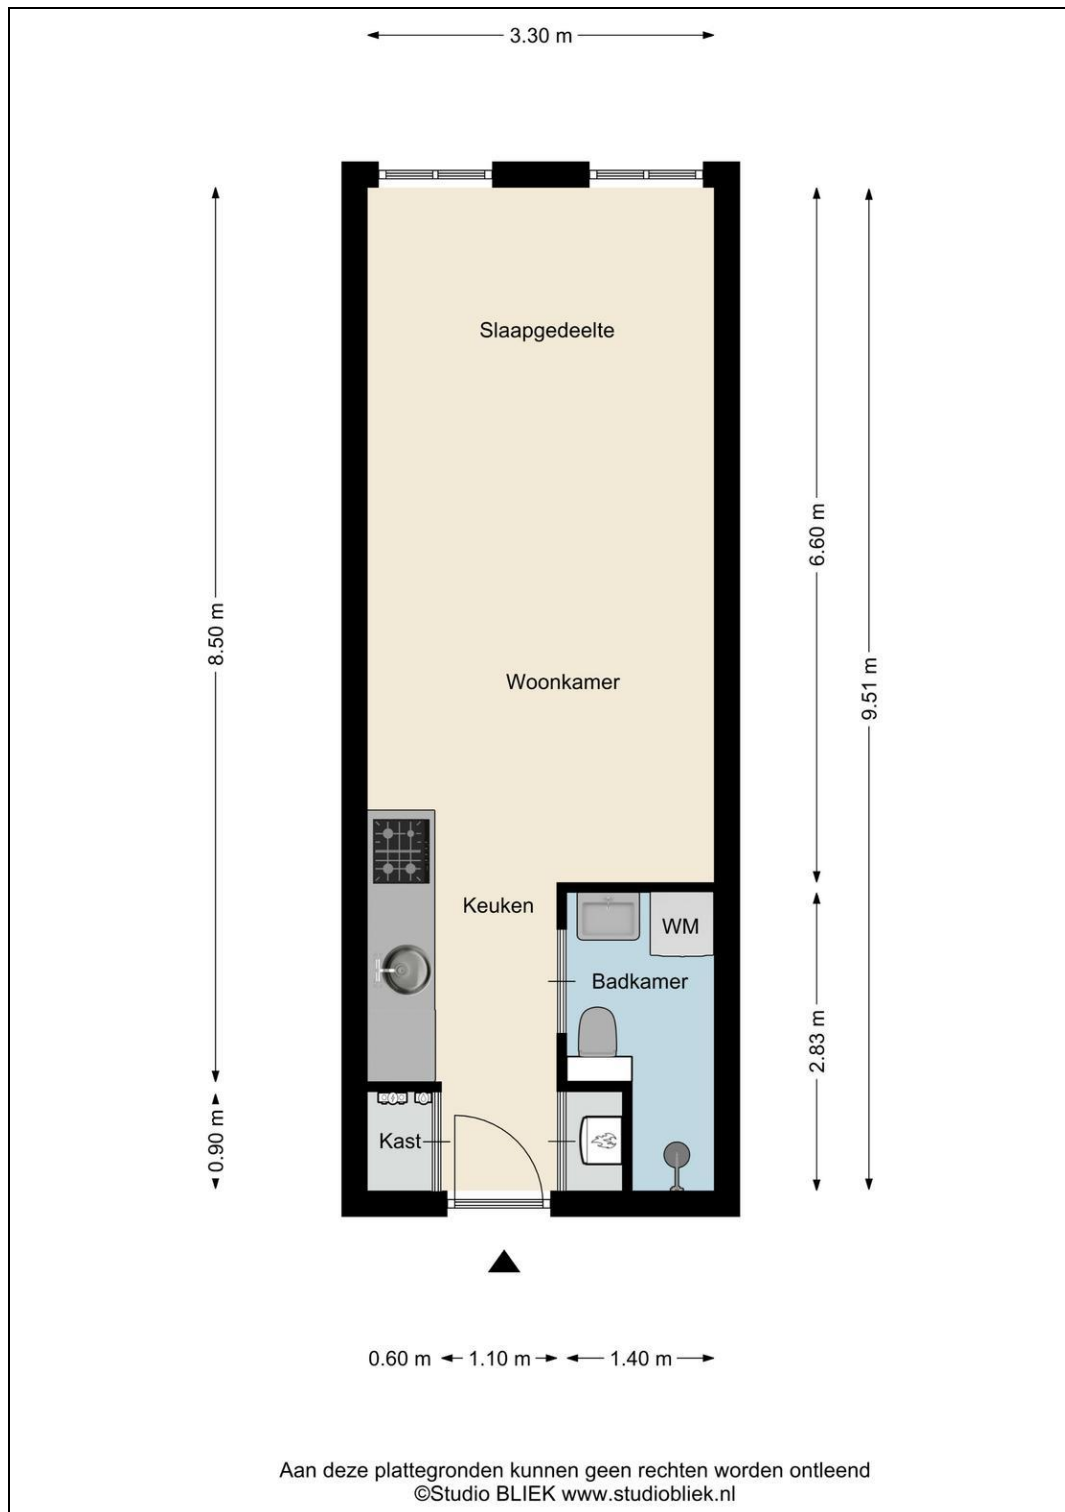 3.30 m
Slaapgedeelte
6.60 m
8.50 m
9.51 m
Woonkamer
Keuken
WM
Badkamer
2.83 m
0.90 m
Kast
0.60 m
1.10 m
1.40 m
Aan deze plattegronden kunnen geen rechten worden ontleend
©Studio BLIEK www.studiobliek.nl